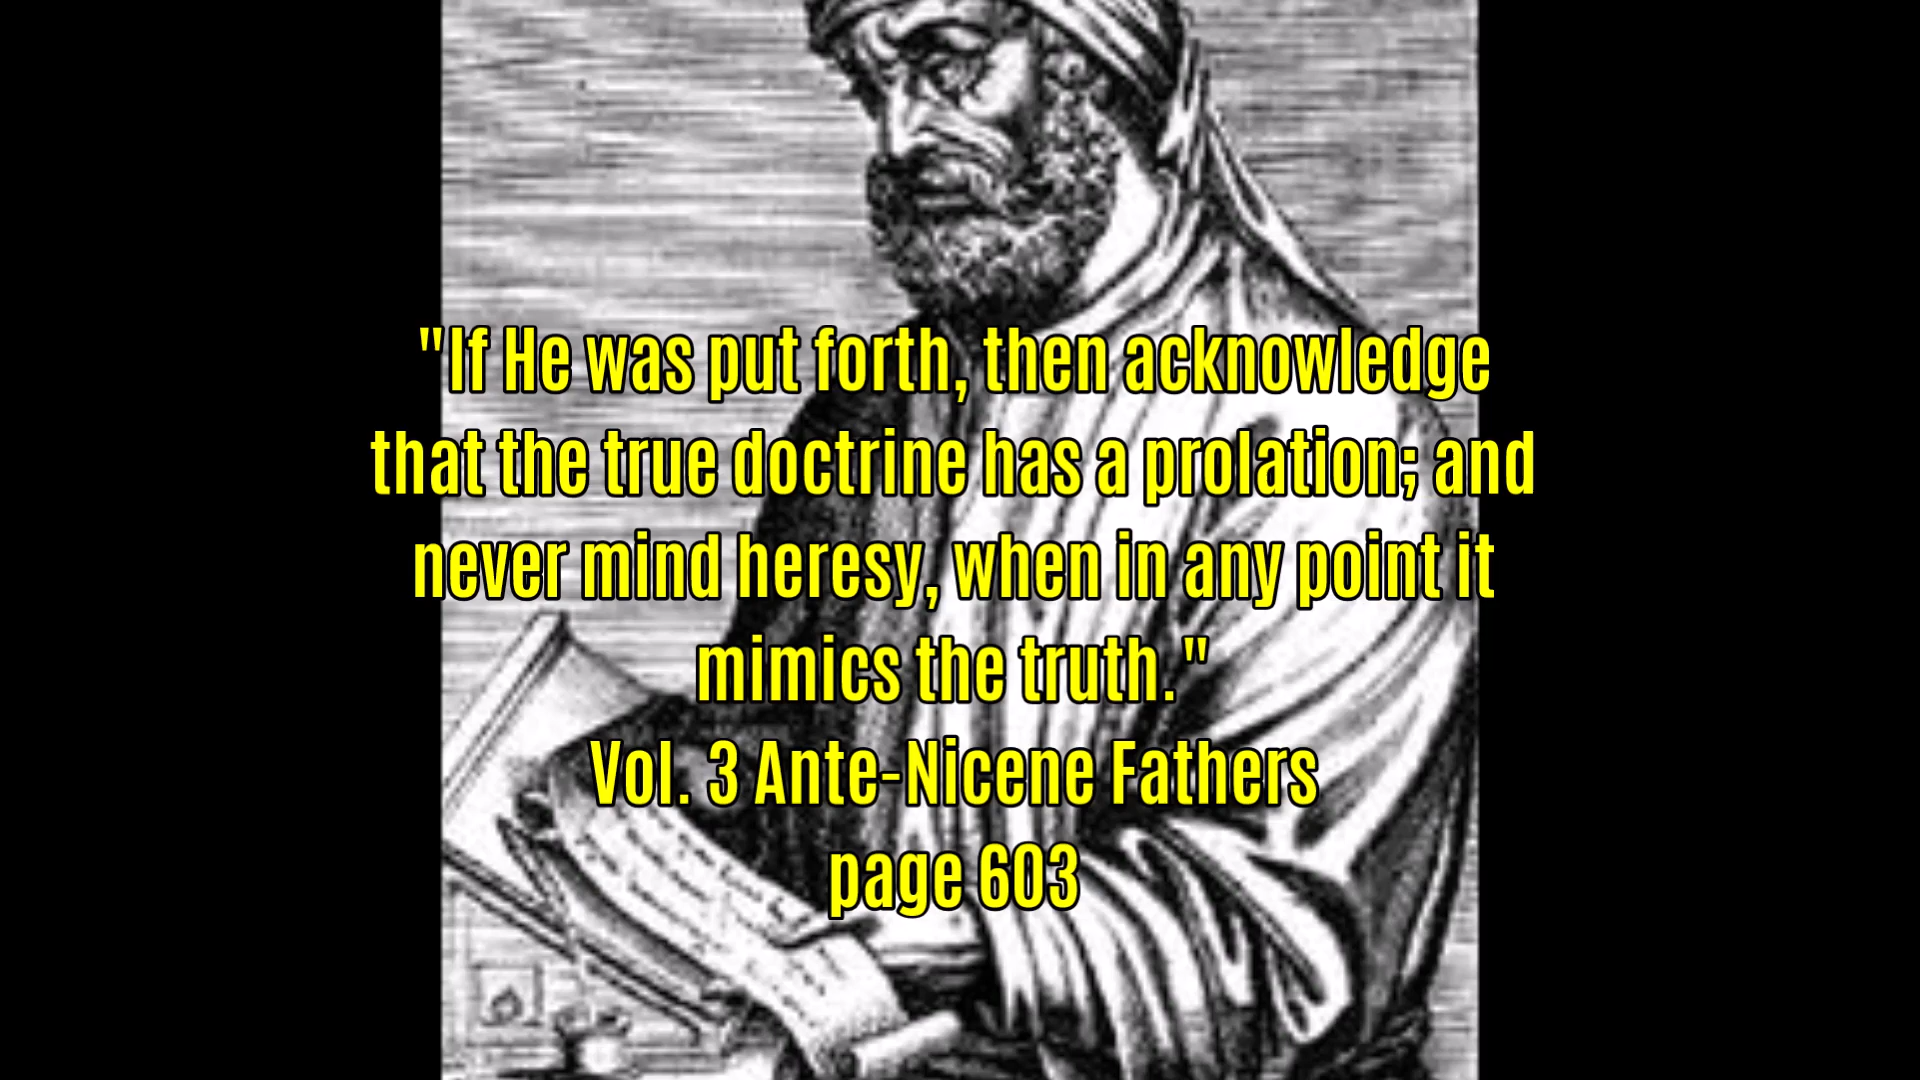 "If He was put forth, then acknowledge
that the true doctrine has a prolation; and
never mind heresy, when in any point it
mimics the truth."
Vol. 3 Ante-Nicene Fathers
page 603